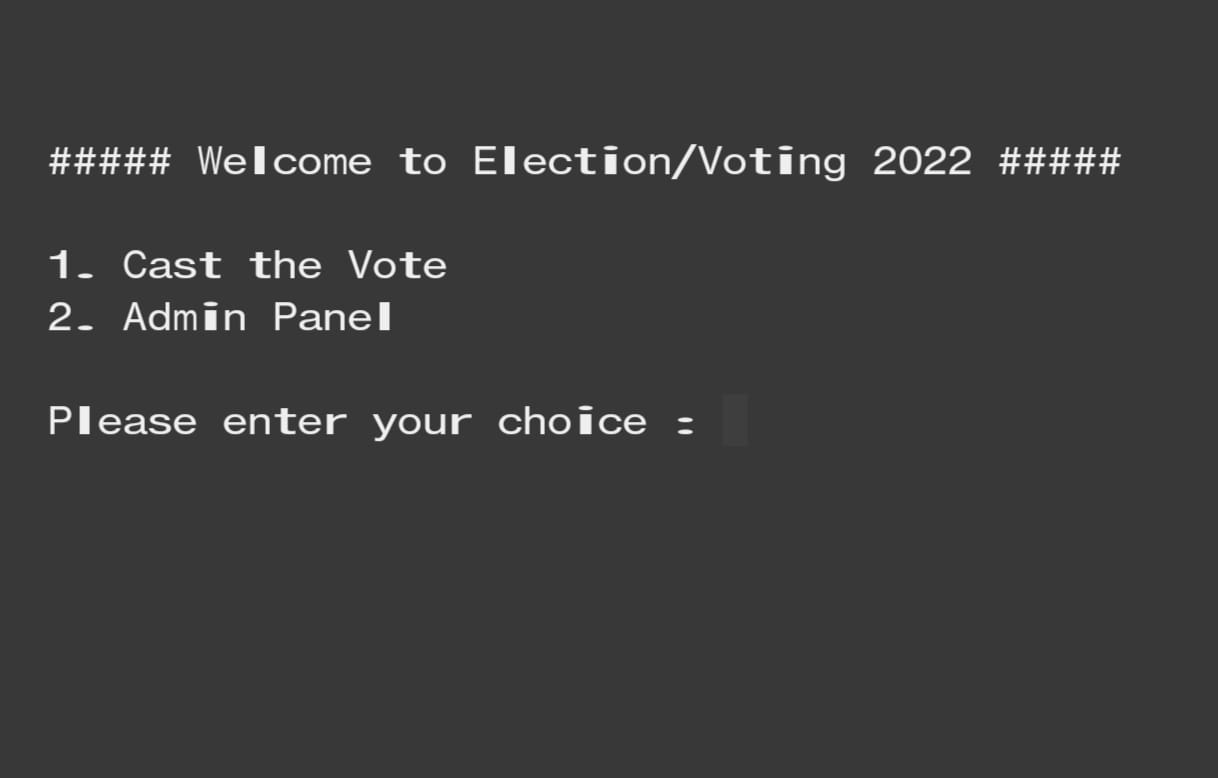 ##### Welcome to Election/Voting 2022 #####
1. Cast the Vote
2. Admin Panel
Please enter your choice :